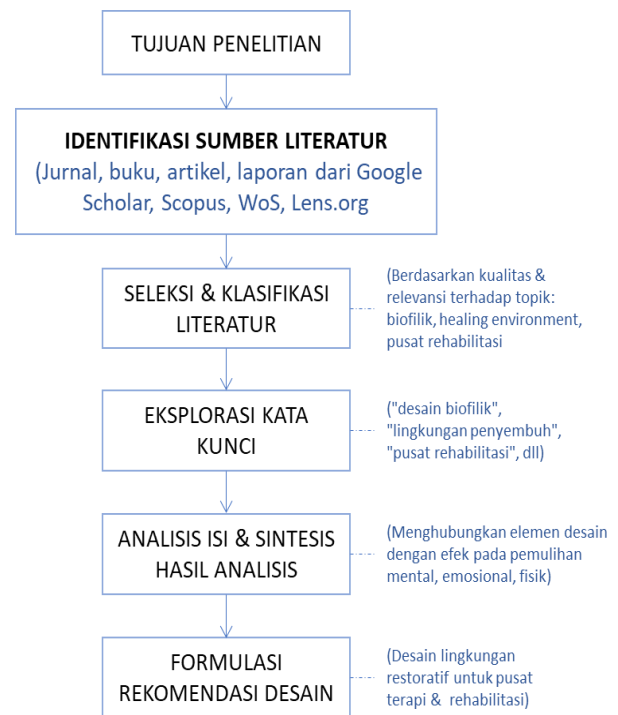 TUJUAN PENELITIAN
IDENTIFIKASI SUMBER LITERATUR
(Jurnal, buku, artikel, laporan dari Google
Scholar, Scopus, WoS, Lens.org
SELEKSI & KLASIFIKASI
LITERATUR
(Berdasarkan kualitas &
relevansi terhadap topik:
biofilik, healing environment,
pusat rehabilitasi
EKSPLORASI KATA
KUNCI
("desain biofilik",
"lingkungan penyembuh",
"pusat rehabilitasi", dll)
ANALISIS ISI & SINTESIS
HASIL ANALISIS
(Menghubungkan elemen desain
dengan efek pada pemulihan
mental, emosional, fisik)
FORMULASI
REKOMENDASI DESAIN
(Desain lingkungan
restoratif untuk pusat
terapi & rehabilitasi)